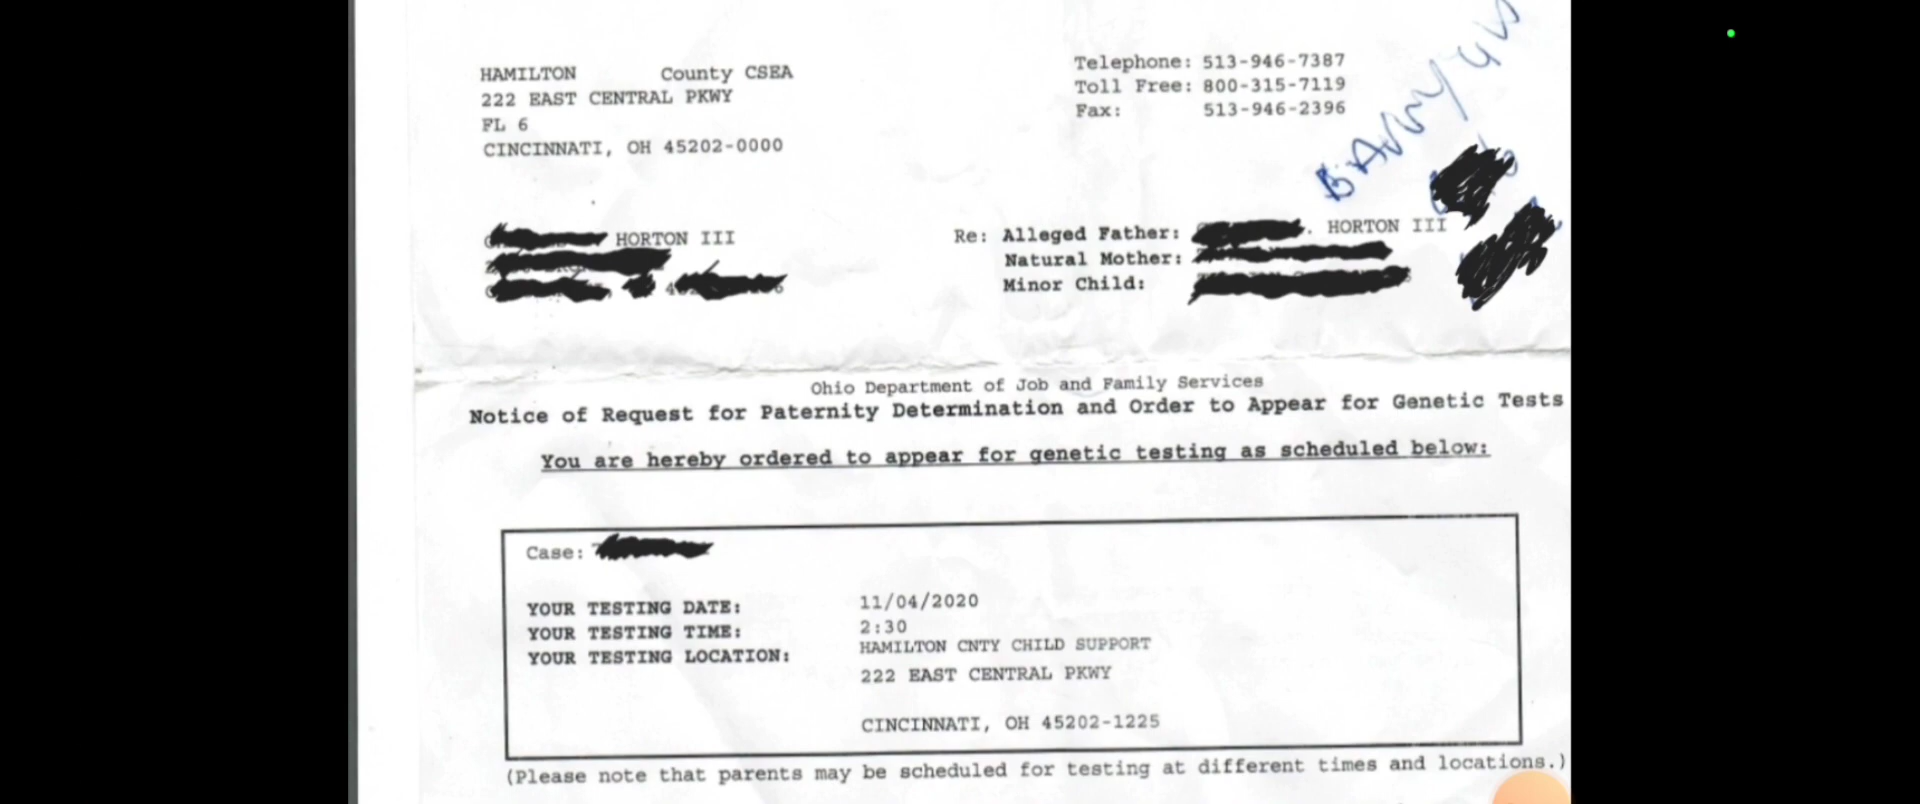 HAMILTON County CSEA
222 EAST CENTRAL PKWY
FL 6
CINCINNATI, OH 45202-0000
Telephone: 513-946-7387
Toll Free: 800-315-7119
Fax: 513-946-2396
HORTON III
Re: Alleged Father: . HORTON III
Natural Mother:
Minor Child:
Ohio Department of Job and Family Services
Notice of Request for Paternity Determination and Order to Appear for Genetic Tests
You are hereby ordered to appear for genetic testing as scheduled below:
Case:
YOUR TESTING DATE: 11/04/2020
YOUR TESTING TIME: 2:30
YOUR TESTING LOCATION: HAMILTON CNTY CHILD SUPPORT
222 EAST CENTRAL PKWY
CINCINNATI, OH 45202-1225
(Please note that parents may be scheduled for testing at different times and locations.)